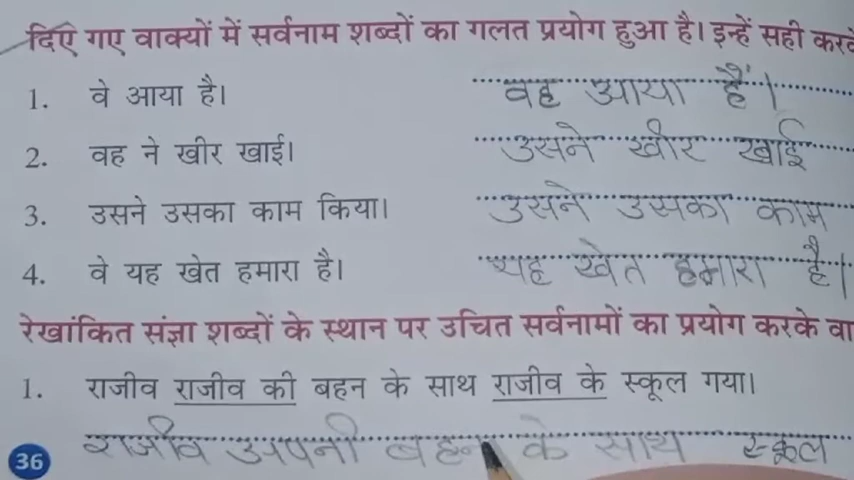 दिए गए वाक्यों में सर्वनाम शब्दों का गलत प्रयोग हुआ है। इन्हें सही करके
1. वे आया है। वह आया है।
2. वह ने खीर खाई। उसने खीर खाई
3. उसने उसका काम किया। उसने उसका काम
4. वे यह खेत हमारा है। यह खेत हमारा है।
रेखांकित संज्ञा शब्दों के स्थान पर उचित सर्वनामों का प्रयोग करके वा
1. राजीव राजीव की बहन के साथ राजीव के स्कूल गया।
राजीव अपनी बहन के साथ स्कूल
36